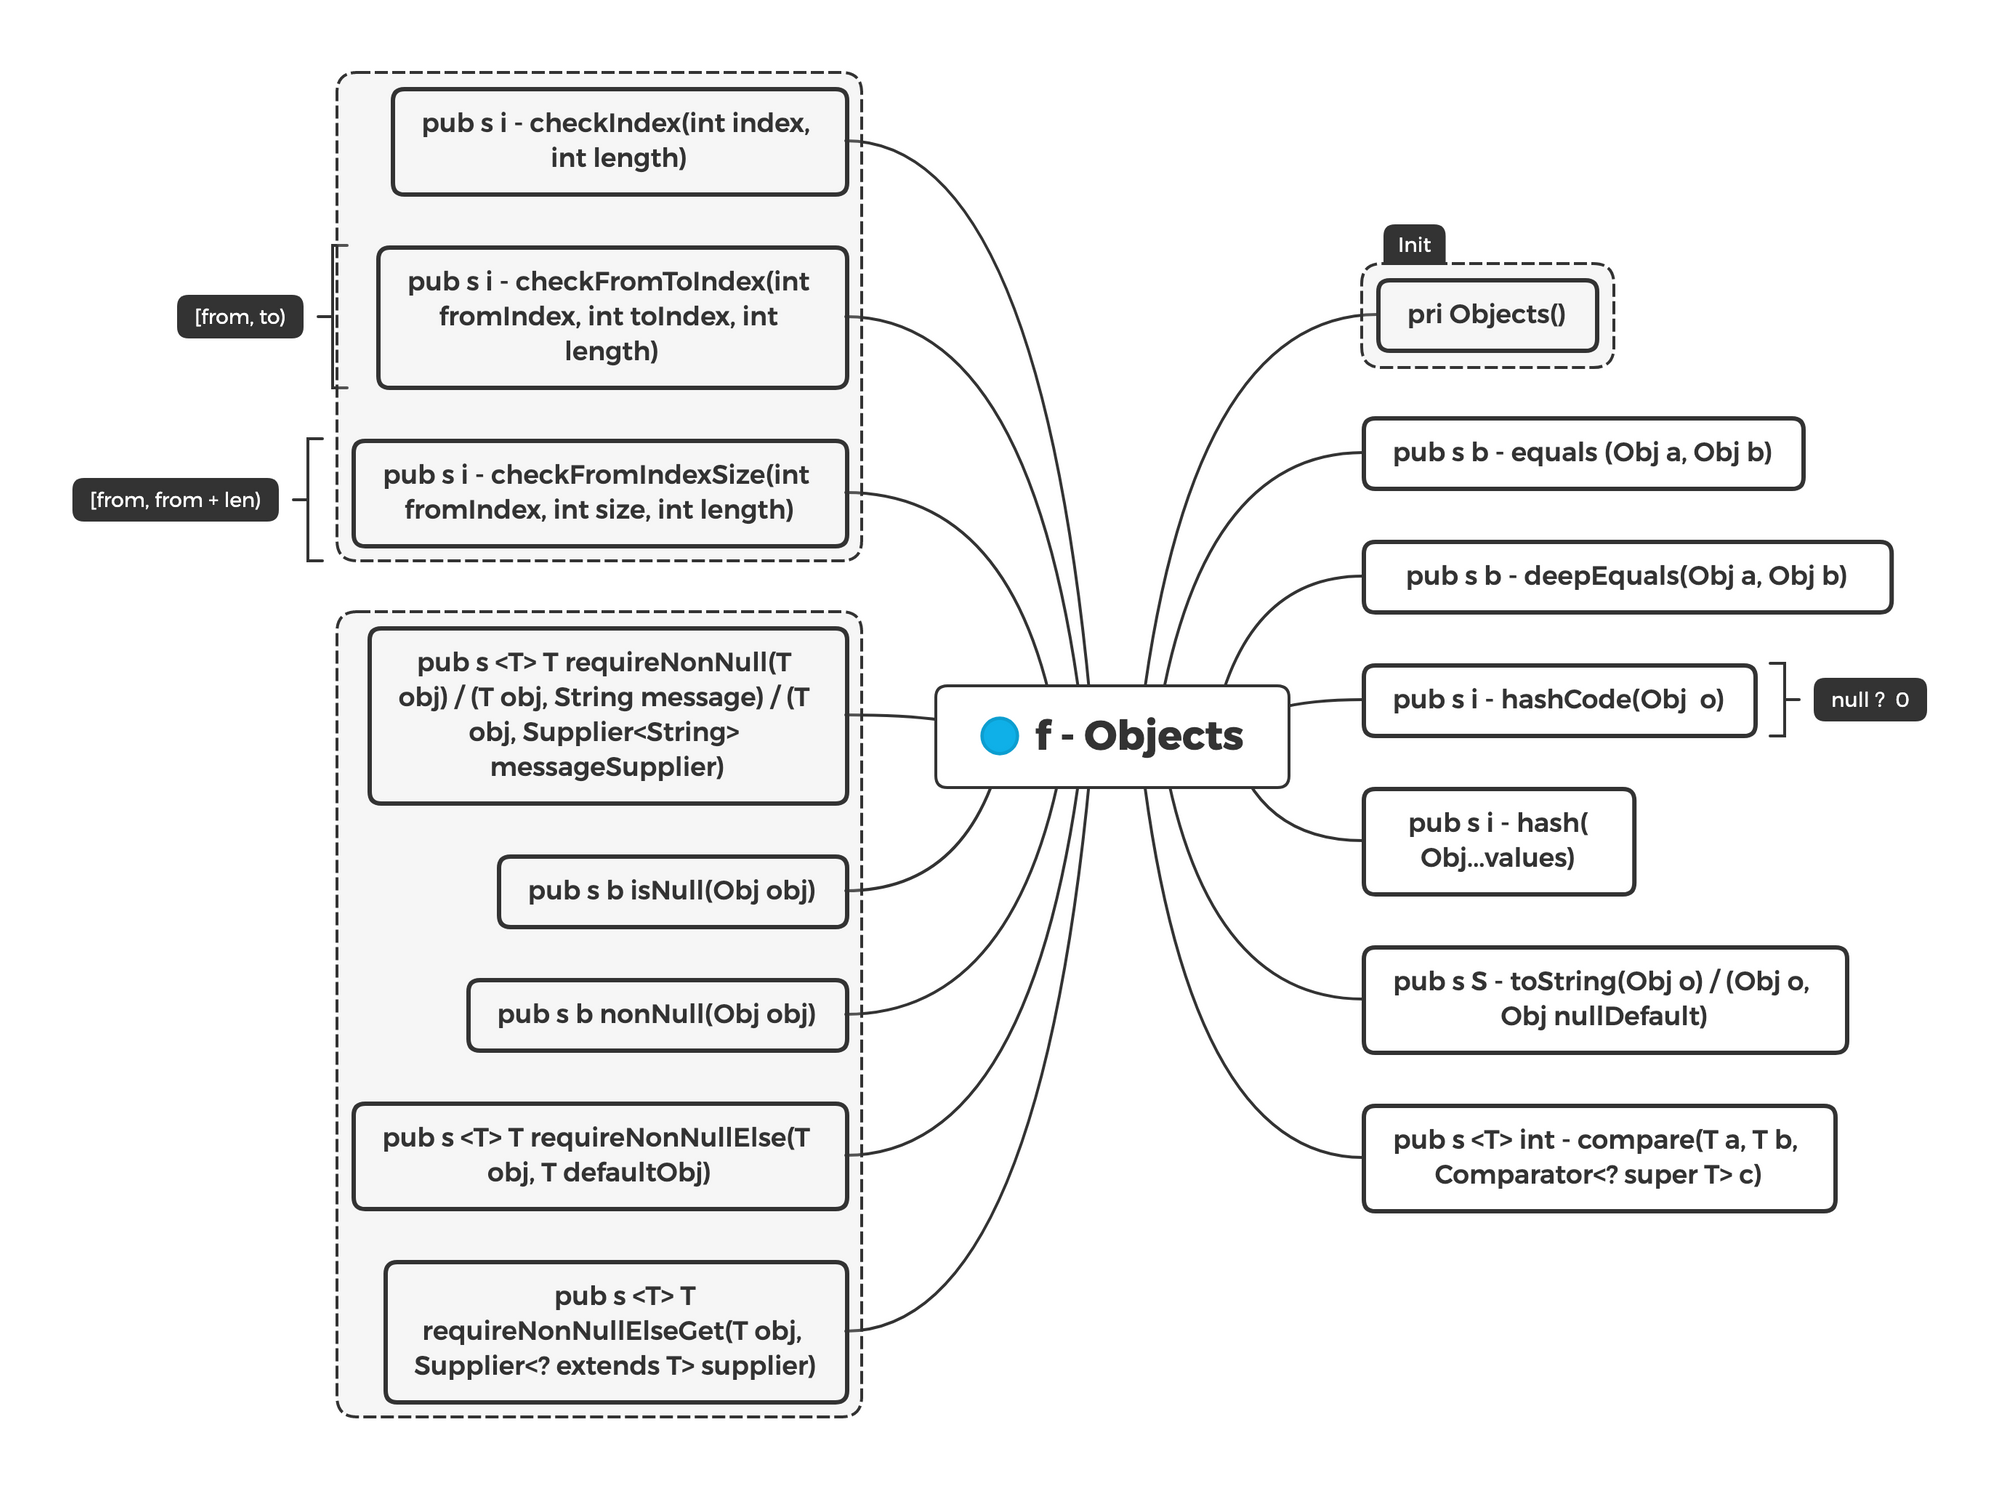 pub s i - checkIndex(int index,
int length)
pub s i - checkFromToIndex(int
fromIndex, int toIndex, int
length)
[from, to)
pub s i - checkFromIndexSize(int
fromIndex, int size, int length)
[from, from + len)
pub s <T> T requireNonNull(T
obj) / (T obj, String message) / (T
obj, Supplier<String>
messageSupplier)
pub s b isNull(Obj obj)
pub s b nonNull(Obj obj)
pub s <T> T requireNonNullElse(T
obj, T defaultObj)
pub s <T> T
requireNonNullElseGet(T obj,
Supplier<? extends T> supplier)
f - Objects
Init
pri Objects()
pub s b - equals (Obj a, Obj b)
pub s b - deepEquals(Obj a, Obj b)
pub s i - hashCode(Obj  o)
null ?  0
pub s i - hash(
Obj...values)
pub s S - toString(Obj o) / (Obj o,
Obj nullDefault)
pub s <T> int - compare(T a, T b,
Comparator<? super T> c)